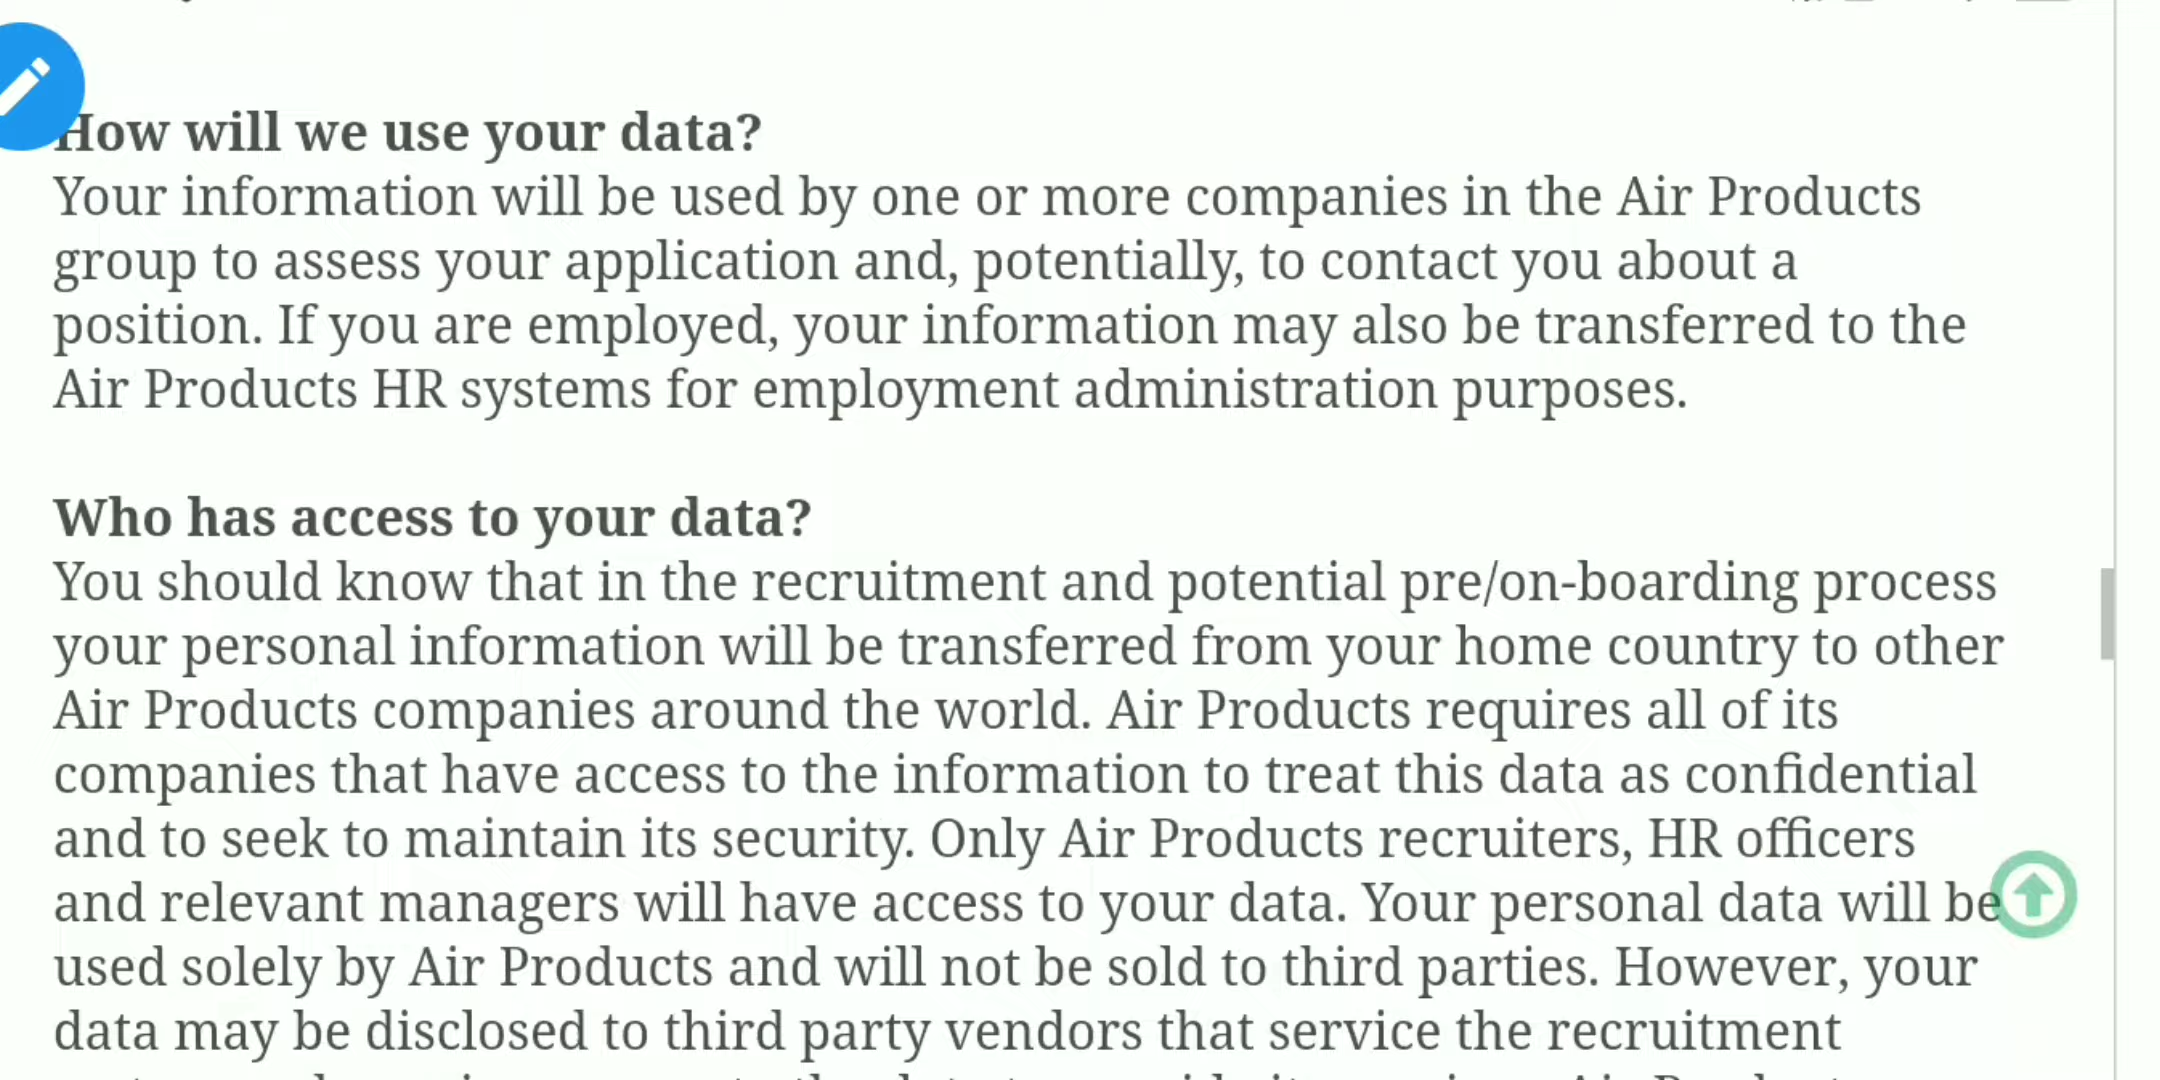 How will we use your data?
Your information will be used by one or more companies in the Air Products
group to assess your application and, potentially, to contact you about a
position. If you are employed, your information may also be transferred to the
Air Products HR systems for employment administration purposes.
Who has access to your data?
You should know that in the recruitment and potential pre/on-boarding process
your personal information will be transferred from your home country to other
Air Products companies around the world. Air Products requires all of its
companies that have access to the information to treat this data as confidential
and to seek to maintain its security. Only Air Products recruiters, HR officers
and relevant managers will have access to your data. Your personal data will be
used solely by Air Products and will not be sold to third parties. However, your
data may be disclosed to third party vendors that service the recruitment